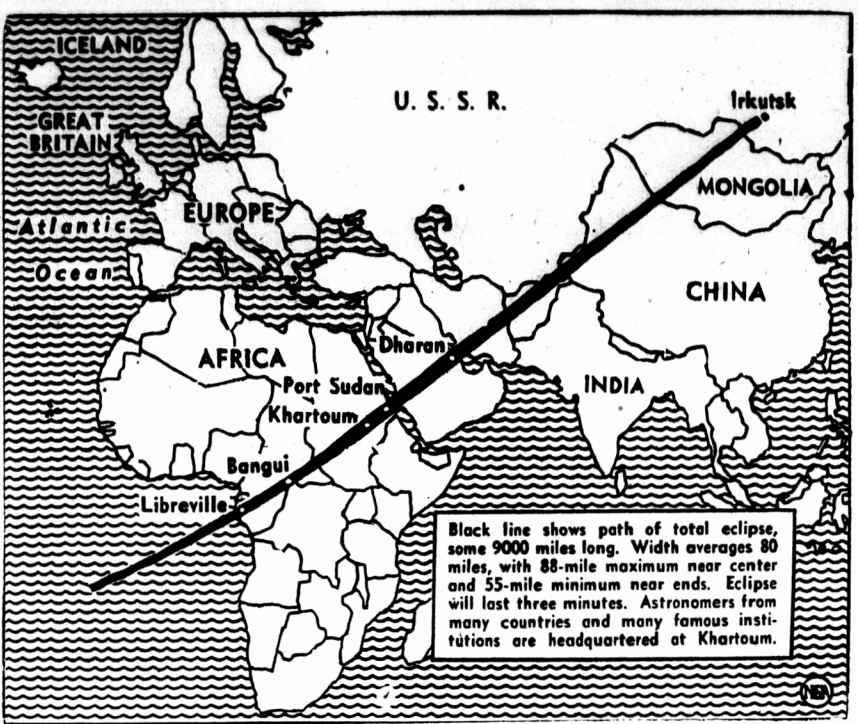 ICELAND
U. S. S. R.
Irkutsk
GREAT
BRITAIN
MONGOLIA
EUROPE
Atlantic
Ocean
CHINA
Dharan
AFRICA
Port Sudan
INDIA
Khartoum
Bangui
Libreville
Black line shows path of total eclipse,
some 9000 miles long. Width averages 80
miles, with 88-mile maximum near center
and 55-mile minimum near ends. Eclipse
will last three minutes. Astronomers from
many countries and many famous insti-
tutions are headquartered at Khartoum.
NEA